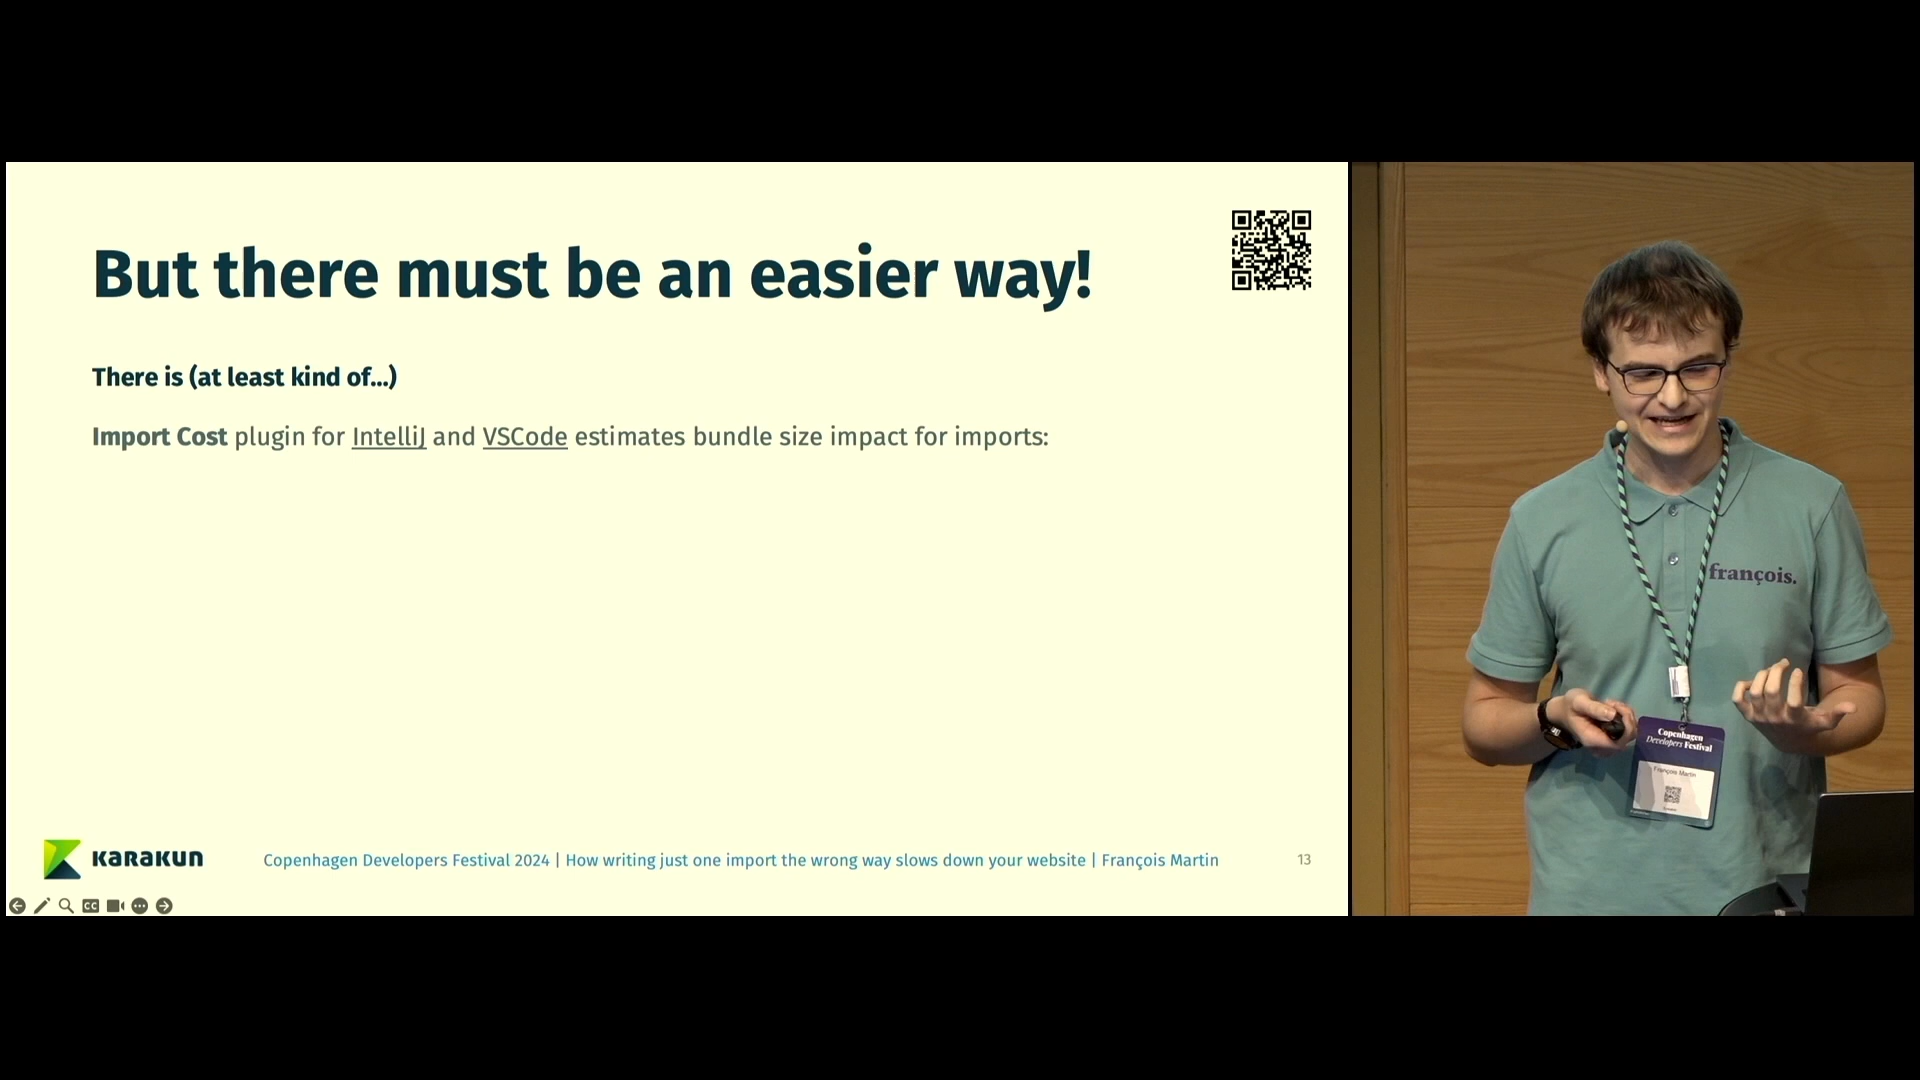 But there must be an easier way!
There is (at least kind of...)
Import Cost plugin for IntelliJ and VSCode estimates bundle size impact for imports:
KARAKUN
Copenhagen Developers Festival 2024 | How writing just one import the wrong way slows down your website | François Martin
13
CC
françois.
Copenhagen
Developers Festival
François Martin